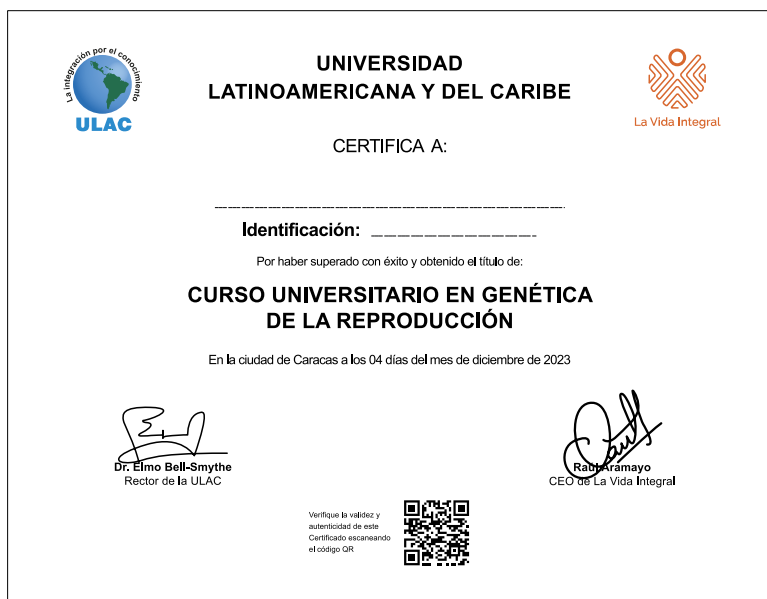 La integración por el conocimiento
ULAC
UNIVERSIDAD
LATINOAMERICANA Y DEL CARIBE
La Vida Integral
CERTIFICA A:
Identificación:
Por haber superado con éxito y obtenido el título de:
CURSO UNIVERSITARIO EN GENÉTICA
DE LA REPRODUCCIÓN
En la ciudad de Caracas a los 04 días del mes de diciembre de 2023
Dr. Elmo Bell-Smythe
Rector de la ULAC
Raúl Aramayo
CEO de La Vida Integral
Verifique la validez y
autenticidad de este
Certificado escaneando
el código QR